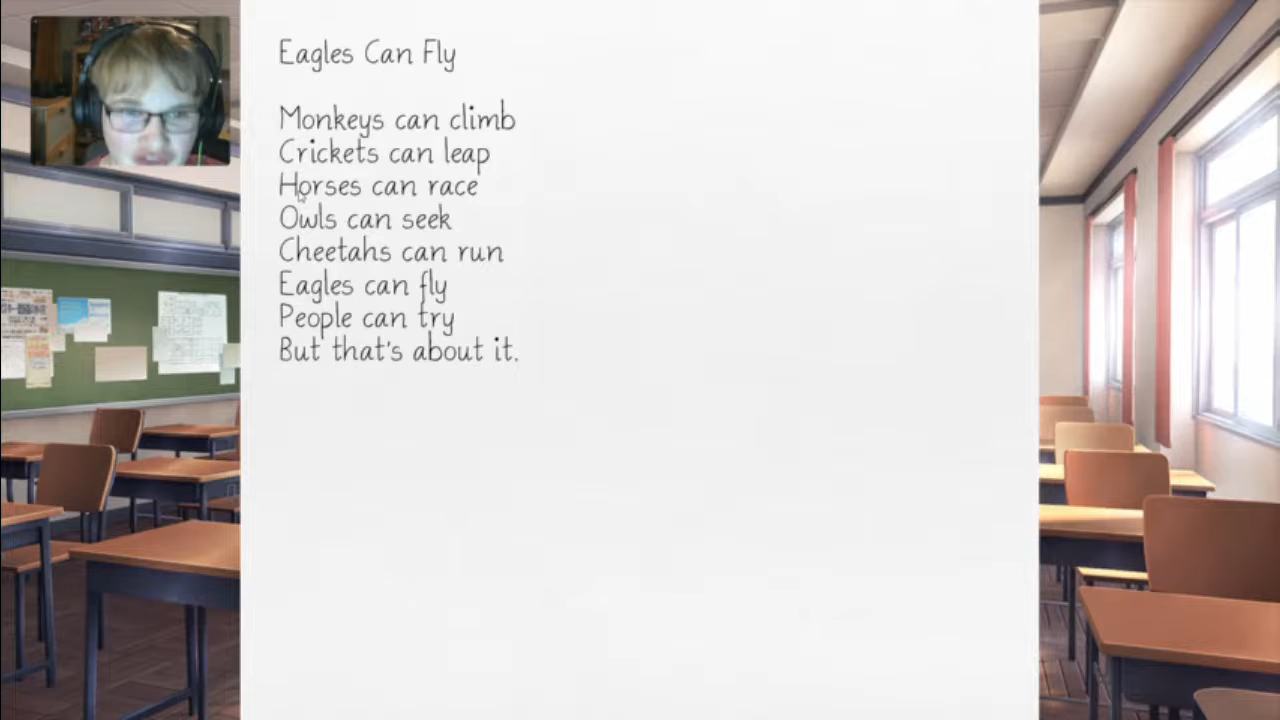 Eagles Can Fly
Monkeys can climb
Crickets can leap
Horses can race
Owls can seek
Cheetahs can run
Eagles can fly
People can try
But that's about it.